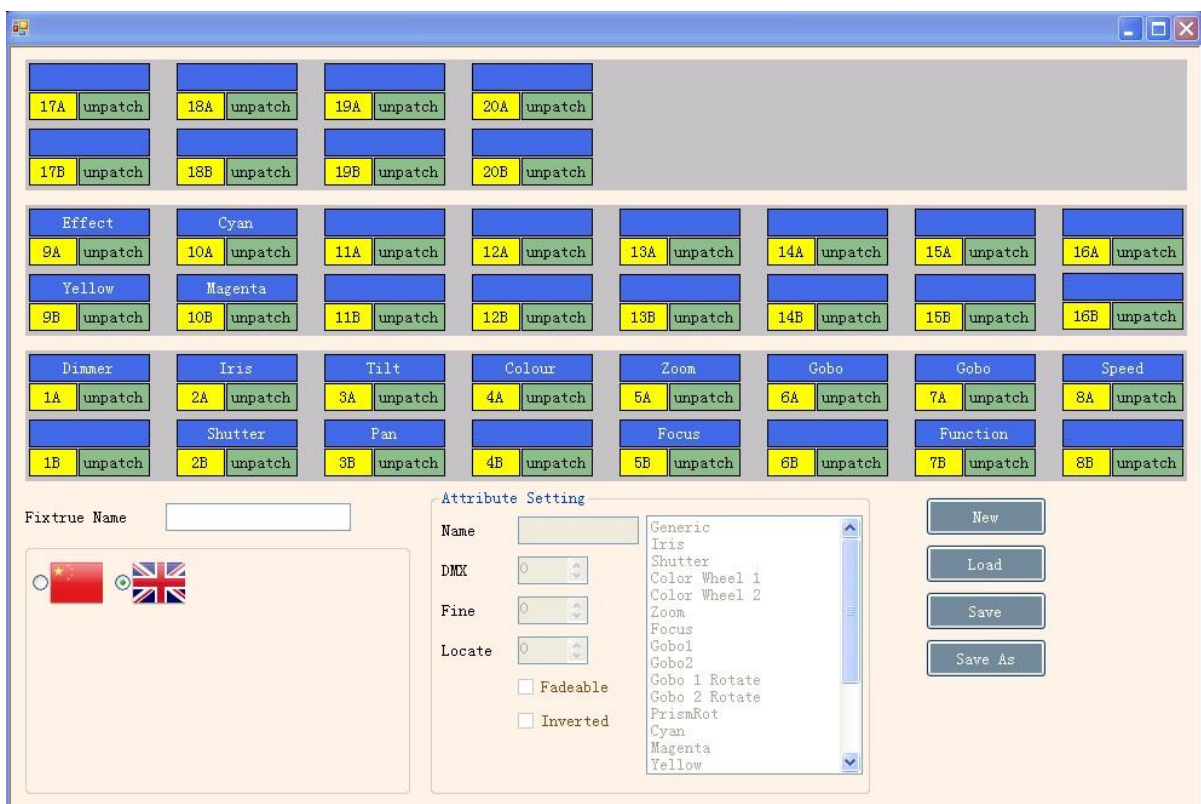 17A unpatch 18A unpatch 19A unpatch 20A unpatch
17B unpatch 18B unpatch 19B unpatch 20B unpatch
Effect Cyan
9A unpatch 10A unpatch 11A unpatch 12A unpatch 13A unpatch 14A unpatch 15A unpatch 16A unpatch
Yellow Magenta
9B unpatch 10B unpatch 11B unpatch 12B unpatch 13B unpatch 14B unpatch 15B unpatch 16B unpatch
Dimmer Iris Tilt Colour Zoom Gobo Gobo Speed
1A unpatch 2A unpatch 3A unpatch 4A unpatch 5A unpatch 6A unpatch 7A unpatch 8A unpatch
Shutter Pan Focus Function
1B unpatch 2B unpatch 3B unpatch 4B unpatch 5B unpatch 6B unpatch 7B unpatch 8B unpatch
Fixtrue Name
Attribute Setting
Name
DMX 0
Fine 0
Locate 0
Fadeable
Inverted
Generic
Iris
Shutter
Color Wheel 1
Color Wheel 2
Zoom
Focus
Gobo1
Gobo2
Gobo 1 Rotate
Gobo 2 Rotate
PrismRot
Cyan
Magenta
Yellow
New
Load
Save
Save As